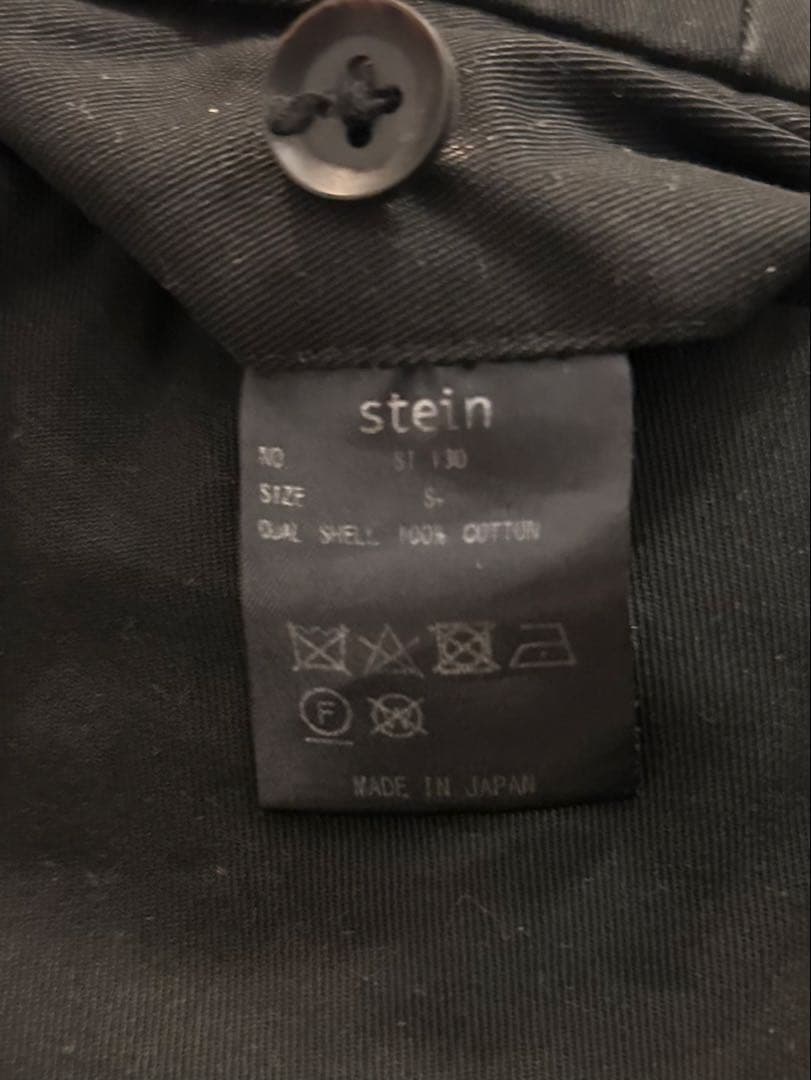 stein
NO
SIZE S
QUAL SHELL 100% COTTON
F
W
MADE IN JAPAN